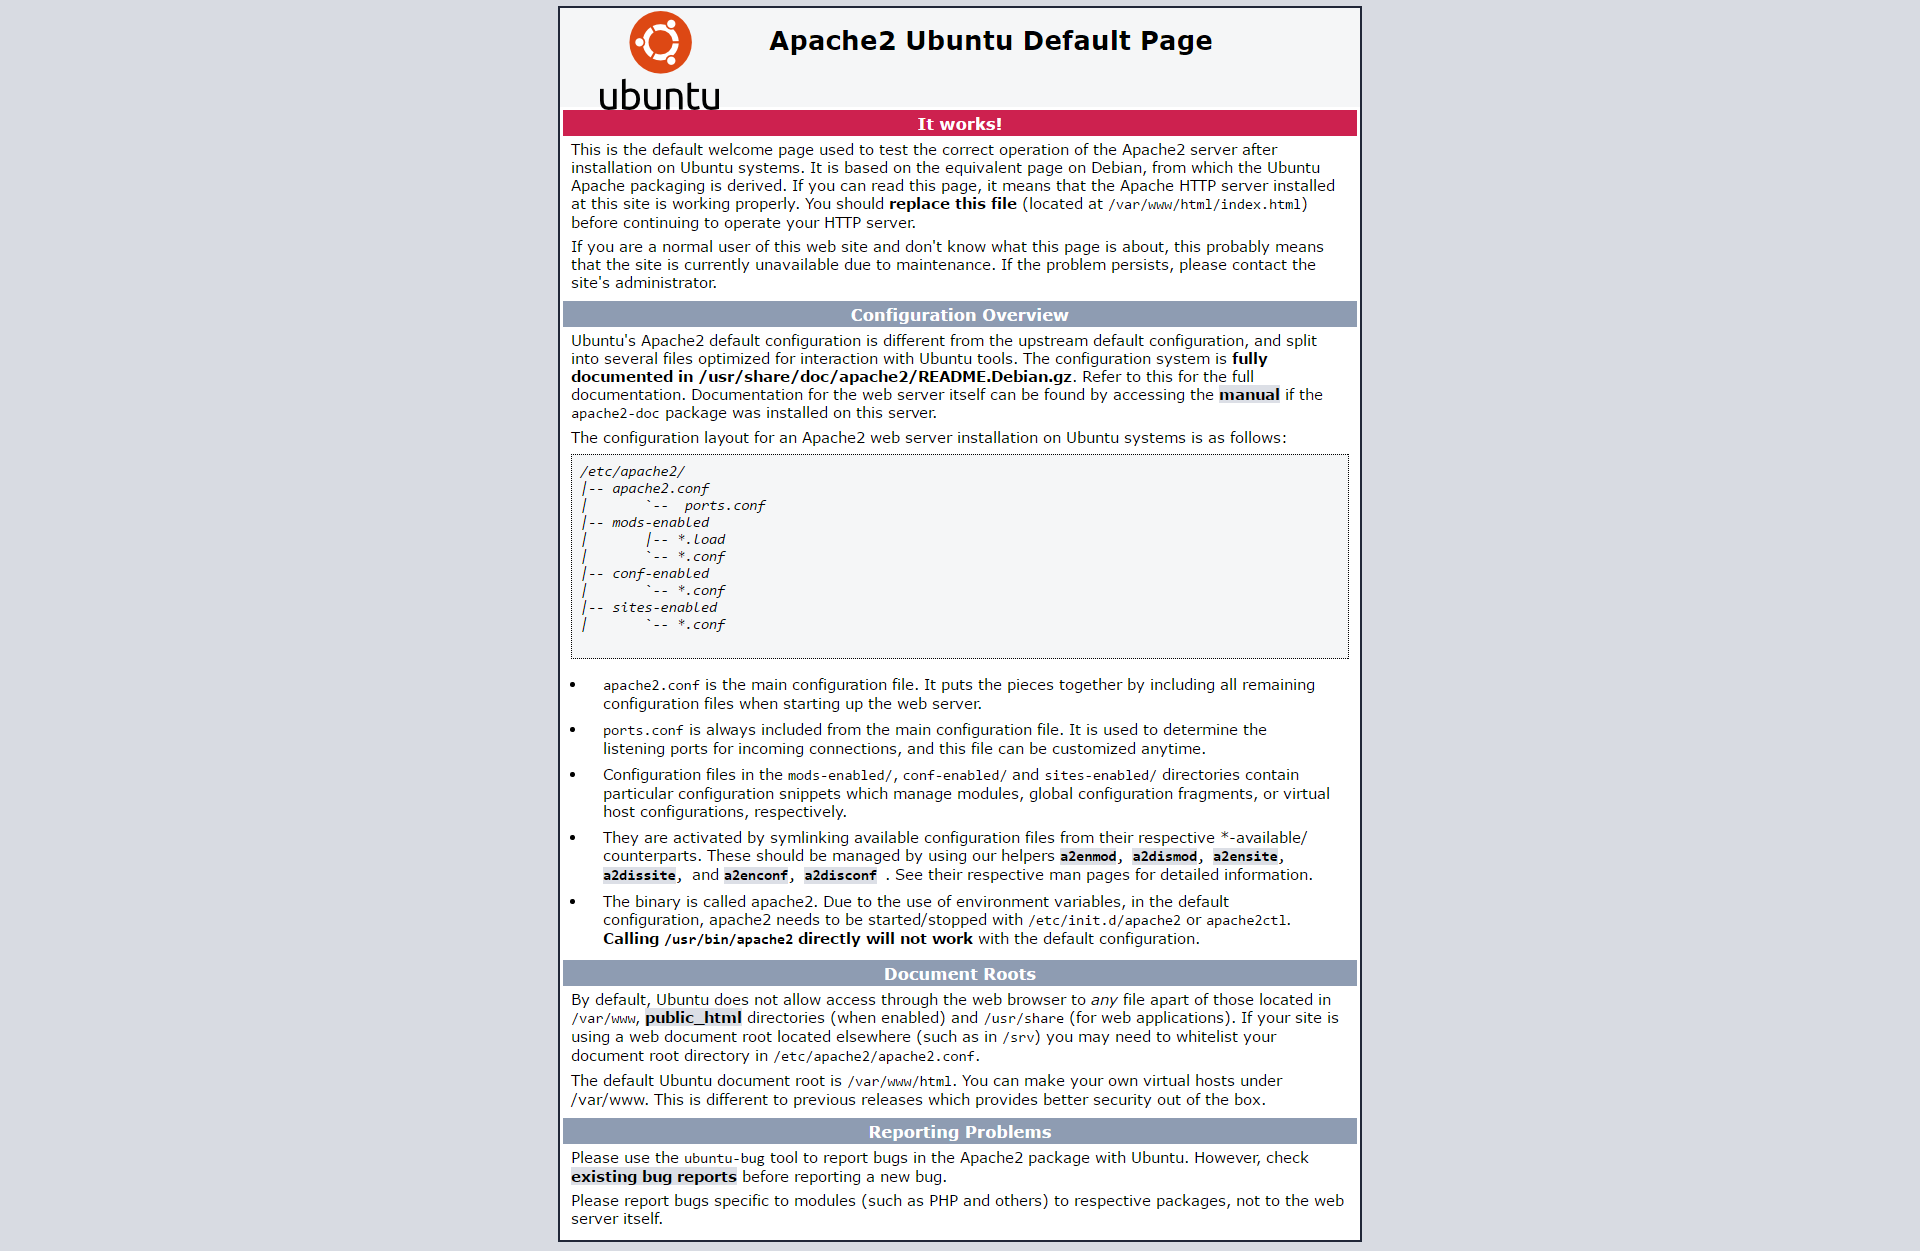 ubuntu
Apache2 Ubuntu Default Page
It works!
This is the default welcome page used to test the correct operation of the Apache2 server after
installation on Ubuntu systems. It is based on the equivalent page on Debian, from which the Ubuntu
Apache packaging is derived. If you can read this page, it means that the Apache HTTP server installed
at this site is working properly. You should replace this file (located at /var/www/html/index.html)
before continuing to operate your HTTP server.
If you are a normal user of this web site and don't know what this page is about, this probably means
that the site is currently unavailable due to maintenance. If the problem persists, please contact the
site's administrator.
Configuration Overview
Ubuntu's Apache2 default configuration is different from the upstream default configuration, and split
into several files optimized for interaction with Ubuntu tools. The configuration system is fully
documented in /usr/share/doc/apache2/README.Debian.gz. Refer to this for the full
documentation. Documentation for the web server itself can be found by accessing the manual if the
apache2-doc package was installed on this server.
The configuration layout for an Apache2 web server installation on Ubuntu systems is as follows:
/etc/apache2/
|-- apache2.conf
|       `--  ports.conf
|-- mods-enabled
|       |-- *.load
|       `-- *.conf
|-- conf-enabled
|       `-- *.conf
|-- sites-enabled
|       `-- *.conf
• apache2.conf is the main configuration file. It puts the pieces together by including all remaining
configuration files when starting up the web server.
• ports.conf is always included from the main configuration file. It is used to determine the
listening ports for incoming connections, and this file can be customized anytime.
• Configuration files in the mods-enabled/, conf-enabled/ and sites-enabled/ directories contain
particular configuration snippets which manage modules, global configuration fragments, or virtual
host configurations, respectively.
• They are activated by symlinking available configuration files from their respective *-available/
counterparts. These should be managed by using our helpers a2enmod, a2dismod, a2ensite,
a2dissite, and a2enconf, a2disconf . See their respective man pages for detailed information.
• The binary is called apache2. Due to the use of environment variables, in the default
configuration, apache2 needs to be started/stopped with /etc/init.d/apache2 or apache2ctl.
Calling /usr/bin/apache2 directly will not work with the default configuration.
Document Roots
By default, Ubuntu does not allow access through the web browser to any file apart of those located in
/var/www, public_html directories (when enabled) and /usr/share (for web applications). If your site is
using a web document root located elsewhere (such as in /srv) you may need to whitelist your
document root directory in /etc/apache2/apache2.conf.
The default Ubuntu document root is /var/www/html. You can make your own virtual hosts under
/var/www. This is different to previous releases which provides better security out of the box.
Reporting Problems
Please use the ubuntu-bug tool to report bugs in the Apache2 package with Ubuntu. However, check
existing bug reports before reporting a new bug.
Please report bugs specific to modules (such as PHP and others) to respective packages, not to the web
server itself.